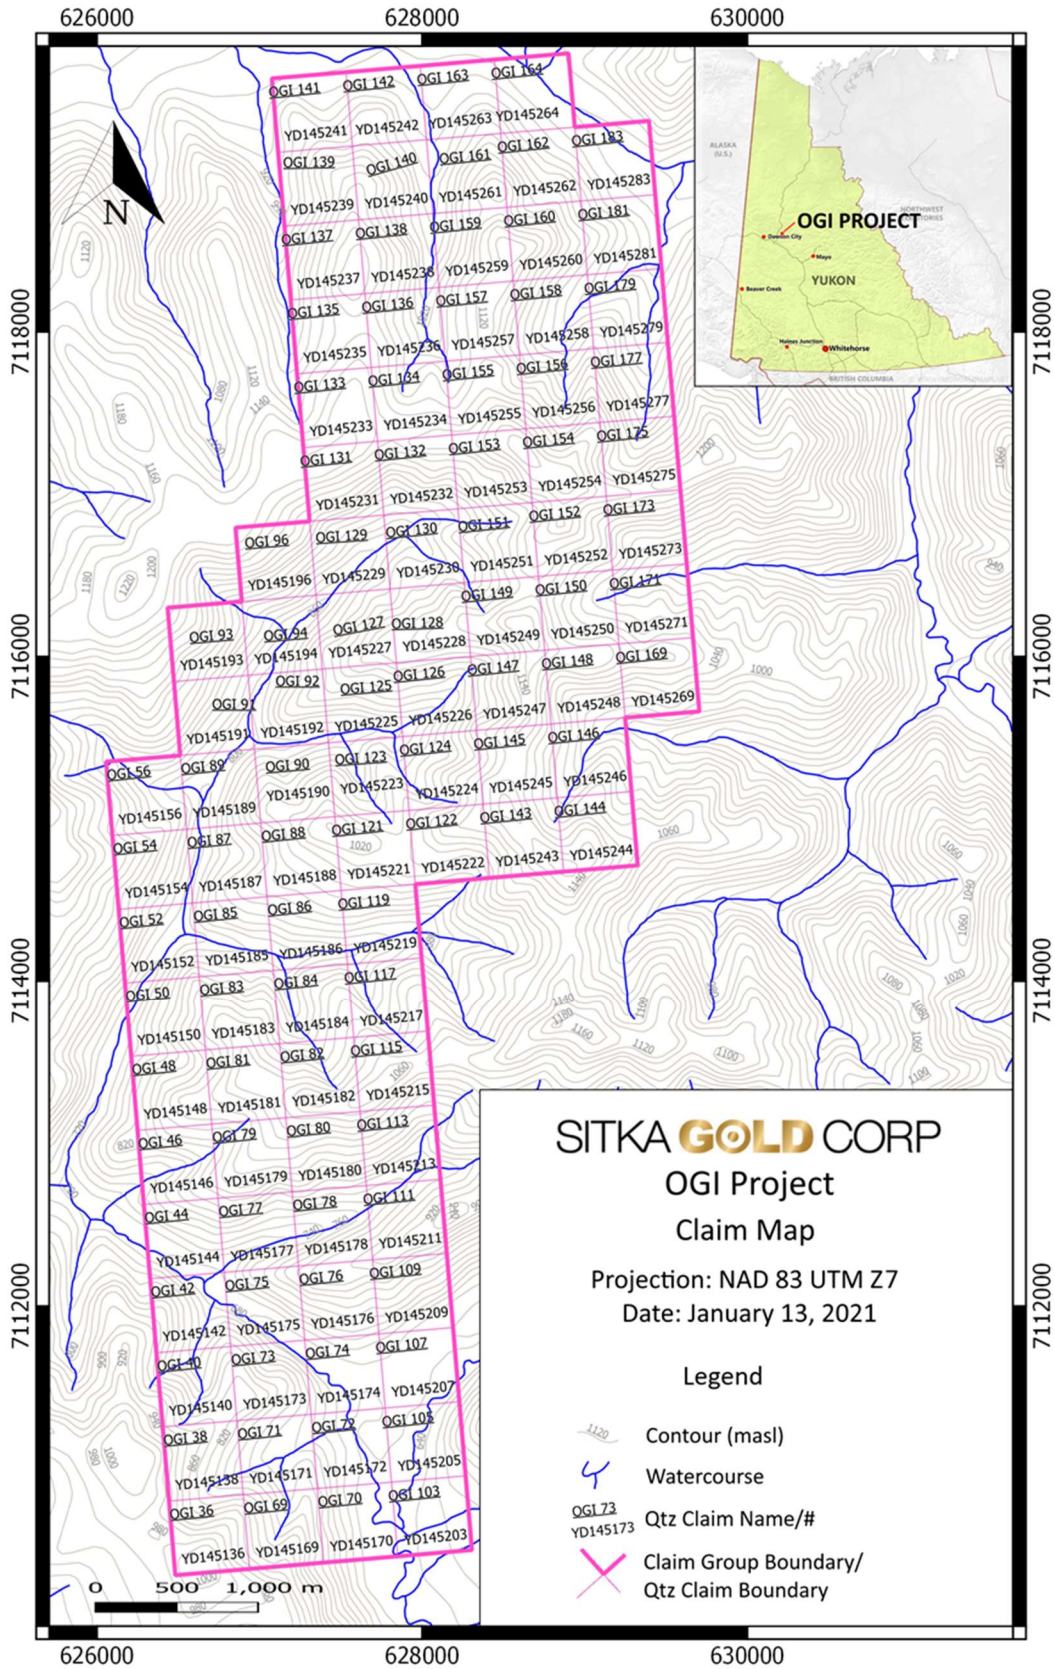 626000 628000 630000
OGI 141 OGI 142 OGI 163 OGI 164
YD145241 YD145242 YD145263 YD145264
OGI 139 OGI 140 OGI 161 OGI 162 OGI 183
YD145239 YD145240 YD145261 YD145262 YD145283
OGI 137 OGI 138 OGI 159 OGI 160 OGI 181
YD145237 YD145238 YD145259 YD145260 YD145281
OGI 135 OGI 136 OGI 157 OGI 158 OGI 179
YD145235 YD145236 YD145257 YD145258 YD145279
OGI 133 OGI 134 OGI 155 OGI 156 OGI 177
YD145233 YD145234 YD145255 YD145256 YD145277
OGI 131 OGI 132 OGI 153 OGI 154 OGI 175
YD145231 YD145232 YD145253 YD145254 YD145275
OGI 96 OGI 129 OGI 130 OGI 151 OGI 152 OGI 173
YD145196 YD145229 YD145230 YD145251 YD145252 YD145273
OGI 93 OGI 94 OGI 127 OGI 128 OGI 149 OGI 150 OGI 171
YD145193 YD145194 YD145227 YD145228 YD145249 YD145250 YD145271
OGI 91 OGI 92 OGI 125 OGI 126 OGI 147 OGI 148 OGI 169
YD145191 YD145192 YD145225 YD145226 YD145247 YD145248 YD145269
OGI 56 OGI 89 OGI 90 OGI 123 OGI 124 OGI 145 OGI 146
YD145156 YD145189 YD145190 YD145223 YD145224 YD145245 YD145246
OGI 54 OGI 87 OGI 88 OGI 121 OGI 122 OGI 143 OGI 144
YD145154 YD145187 YD145188 YD145221 YD145222 YD145243 YD145244
OGI 52 OGI 85 OGI 86 OGI 119
YD145152 YD145185 YD145186 YD145219
OGI 50 OGI 83 OGI 84 OGI 117
YD145150 YD145183 YD145184 YD145217
OGI 48 OGI 81 OGI 82 OGI 115
YD145148 YD145181 YD145182 YD145215
OGI 46 OGI 79 OGI 80 OGI 113
YD145146 YD145179 YD145180 YD145213
OGI 44 OGI 77 OGI 78 OGI 111
YD145144 YD145177 YD145178 YD145211
OGI 42 OGI 75 OGI 76 OGI 109
YD145142 YD145175 YD145176 YD145209
OGI 40 OGI 73 OGI 74 OGI 107
YD145140 YD145173 YD145174 YD145207
OGI 38 OGI 71 OGI 72 OGI 105
YD145138 YD145171 YD145172 YD145205
OGI 36 OGI 69 OGI 70 OGI 103
YD145136 YD145169 YD145170 YD145203
N
7118000
7116000
7114000
7112000
7118000
7116000
7114000
7112000
ALASKA
(U.S.)
OGI PROJECT
Dawson City
Mayo
YUKON
Beaver Creek
Haines Junction
Whitehorse
BRITISH COLUMBIA
SITKA GOLD CORP
OGI Project
Claim Map
Projection: NAD 83 UTM Z7
Date: January 13, 2021
Legend
1120 Contour (masl)
Watercourse
OGI 73
YD145173
Qtz Claim Name/#
Claim Group Boundary/
Qtz Claim Boundary
0 500 1,000 m
626000 628000 630000